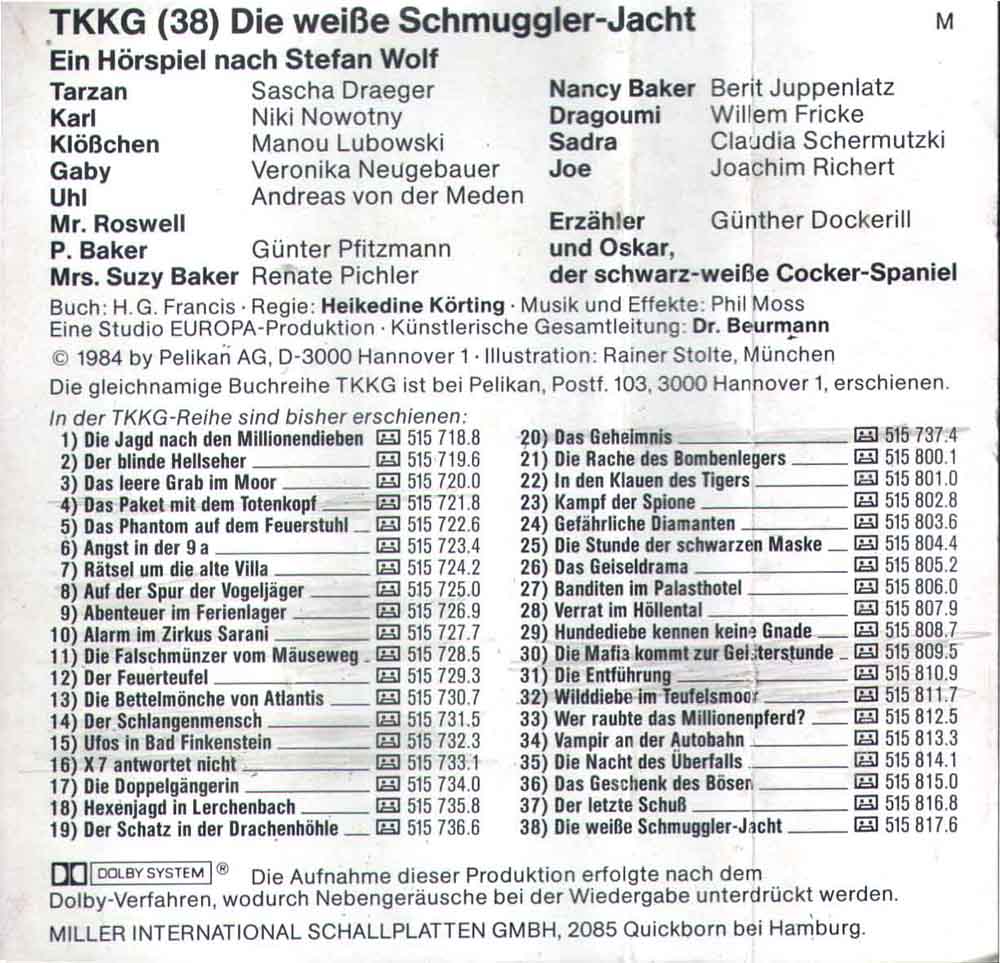 TKKG (38) Die weiße Schmuggler-Jacht
M
Ein Hörspiel nach Stefan Wolf
Tarzan Sascha Draeger
Karl Niki Nowotny
Klößchen Manou Lubowski
Gaby Veronika Neugebauer
Uhl Andreas von der Meden
Mr. Roswell
P. Baker Günter Pfitzmann
Mrs. Suzy Baker Renate Pichler
Nancy Baker Berit Juppenlatz
Dragoumi Willem Fricke
Sadra Claudia Schermutzki
Joe Joachim Richert
Erzähler Günther Dockerill
und Oskar,
der schwarz-weiße Cocker-Spaniel
Buch: H. G. Francis · Regie: Heikedine Körting · Musik und Effekte: Phil Moss
Eine Studio EUROPA-Produktion · Künstlerische Gesamtleitung: Dr. Beurmann
© 1984 by Pelikan AG, D-3000 Hannover 1 · Illustration: Rainer Stolte, München
Die gleichnamige Buchreihe TKKG ist bei Pelikan, Postf. 103, 3000 Hannover 1, erschienen.
In der TKKG-Reihe sind bisher erschienen:
1) Die Jagd nach den Millionendieben 515 718.8
2) Der blinde Hellseher 515 719.6
3) Das leere Grab im Moor 515 720.0
4) Das Paket mit dem Totenkopf 515 721.8
5) Das Phantom auf dem Feuerstuhl 515 722.6
6) Angst in der 9 a 515 723.4
7) Rätsel um die alte Villa 515 724.2
8) Auf der Spur der Vogeljäger 515 725.0
9) Abenteuer im Ferienlager 515 726.9
10) Alarm im Zirkus Sarani 515 727.7
11) Die Falschmünzer vom Mäuseweg 515 728.5
12) Der Feuerteufel 515 729.3
13) Die Bettelmönche von Atlantis 515 730.7
14) Der Schlangenmensch 515 731.5
15) Ufos in Bad Finkenstein 515 732.3
16) X 7 antwortet nicht 515 733.1
17) Die Doppelgängerin 515 734.0
18) Hexenjagd in Lerchenbach 515 735.8
19) Der Schatz in der Drachenhöhle 515 736.6
20) Das Geheimnis 515 737.4
21) Die Rache des Bombenlegers 515 800.1
22) In den Klauen des Tigers 515 801.0
23) Kampf der Spione 515 802.8
24) Gefährliche Diamanten 515 803.6
25) Die Stunde der schwarzen Maske 515 804.4
26) Das Geiseldrama 515 805.2
27) Banditen im Palasthotel 515 806.0
28) Verrat im Höllental 515 807.9
29) Hundediebe kennen keine Gnade 515 808.7
30) Die Mafia kommt zur Geisterstunde 515 809.5
31) Die Entführung 515 810.9
32) Wilddiebe im Teufelsmoor 515 811.7
33) Wer raubte das Millionenpferd? 515 812.5
34) Vampir an der Autobahn 515 813.3
35) Die Nacht des Überfalls 515 814.1
36) Das Geschenk des Bösen 515 815.0
37) Der letzte Schuß 515 816.8
38) Die weiße Schmuggler-Jacht 515 817.6
DOLBY SYSTEM ® Die Aufnahme dieser Produktion erfolgte nach dem
Dolby-Verfahren, wodurch Nebengeräusche bei der Wiedergabe unterdrückt werden.
MILLER INTERNATIONAL SCHALLPLATTEN GMBH, 2085 Quickborn bei Hamburg.